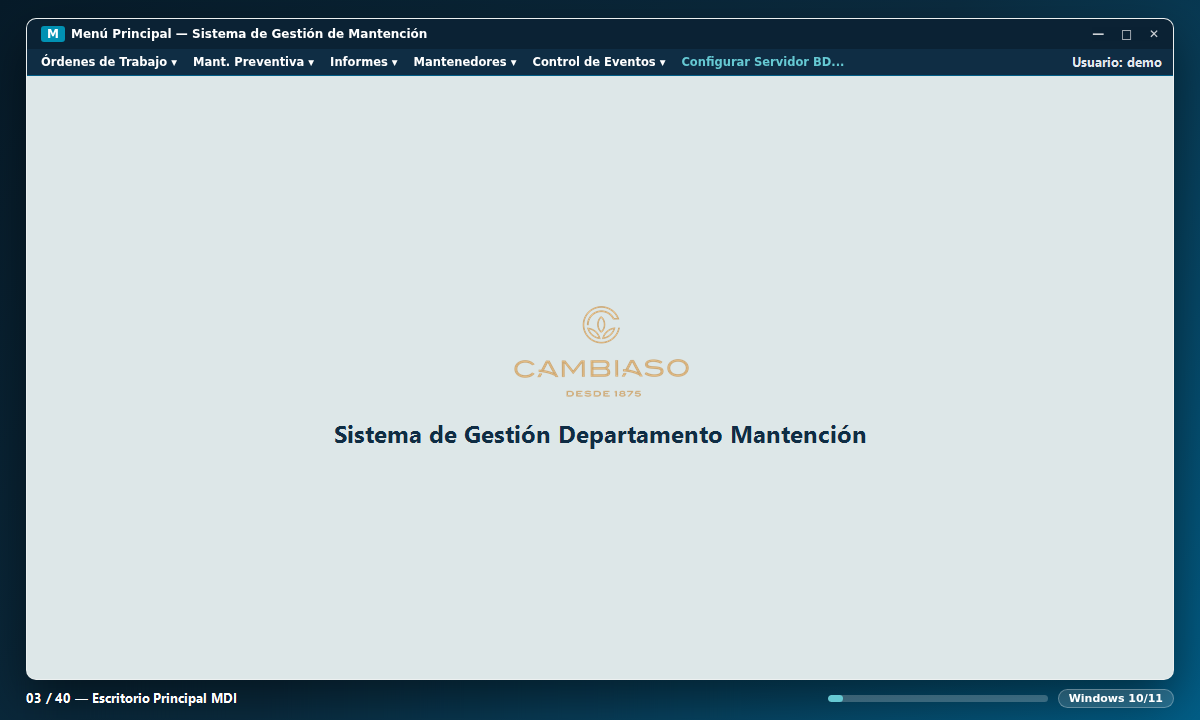 M Menú Principal — Sistema de Gestión de Mantención
Órdenes de Trabajo ▾ Mant. Preventiva ▾ Informes ▾ Mantenedores ▾ Control de Eventos ▾ Configurar Servidor BD... Usuario: demo
CAMBIASO
DESDE 1875
Sistema de Gestión Departamento Mantención
03 / 40 — Escritorio Principal MDI Windows 10/11